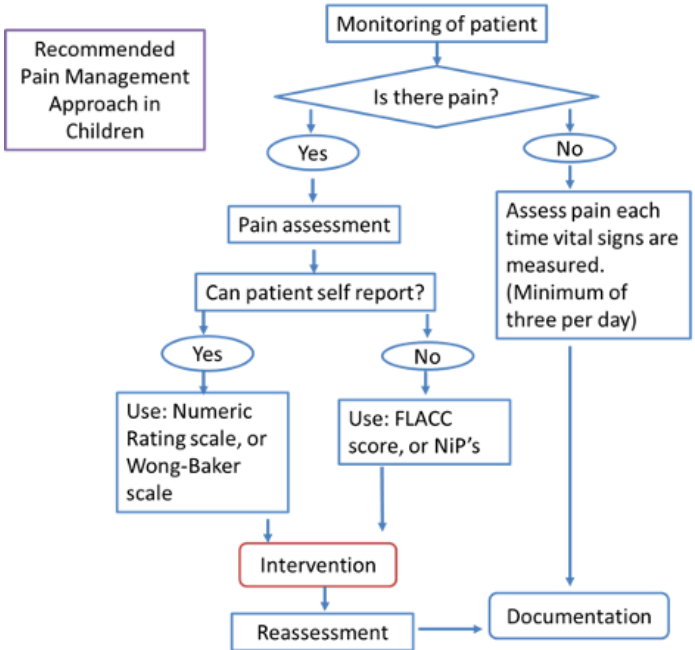 Recommended
Pain Management
Approach in
Children
Monitoring of patient
Is there pain?
Yes
No
Pain assessment
Assess pain each
time vital signs are
measured.
(Minimum of
three per day)
Can patient self report?
Yes
No
Use: Numeric
Rating scale, or
Wong-Baker
scale
Use: FLACC
score, or NiP’s
Intervention
Documentation
Reassessment